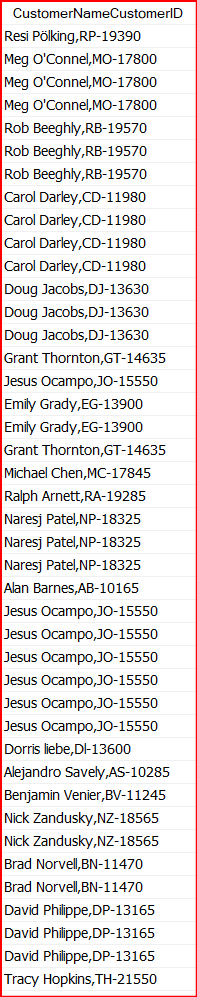 CustomerNameCustomerID
Resi Pölking,RP-19390
Meg O'Connel,MO-17800
Meg O'Connel,MO-17800
Meg O'Connel,MO-17800
Rob Beeghly,RB-19570
Rob Beeghly,RB-19570
Rob Beeghly,RB-19570
Carol Darley,CD-11980
Carol Darley,CD-11980
Carol Darley,CD-11980
Carol Darley,CD-11980
Doug Jacobs,DJ-13630
Doug Jacobs,DJ-13630
Doug Jacobs,DJ-13630
Grant Thornton,GT-14635
Jesus Ocampo,JO-15550
Emily Grady,EG-13900
Emily Grady,EG-13900
Grant Thornton,GT-14635
Michael Chen,MC-17845
Ralph Arnett,RA-19285
Naresj Patel,NP-18325
Naresj Patel,NP-18325
Naresj Patel,NP-18325
Alan Barnes,AB-10165
Jesus Ocampo,JO-15550
Jesus Ocampo,JO-15550
Jesus Ocampo,JO-15550
Jesus Ocampo,JO-15550
Jesus Ocampo,JO-15550
Jesus Ocampo,JO-15550
Dorris liebe,Dl-13600
Alejandro Savely,AS-10285
Benjamin Venier,BV-11245
Nick Zandusky,NZ-18565
Nick Zandusky,NZ-18565
Brad Norvell,BN-11470
Brad Norvell,BN-11470
David Philippe,DP-13165
David Philippe,DP-13165
David Philippe,DP-13165
Tracy Hopkins,TH-21550